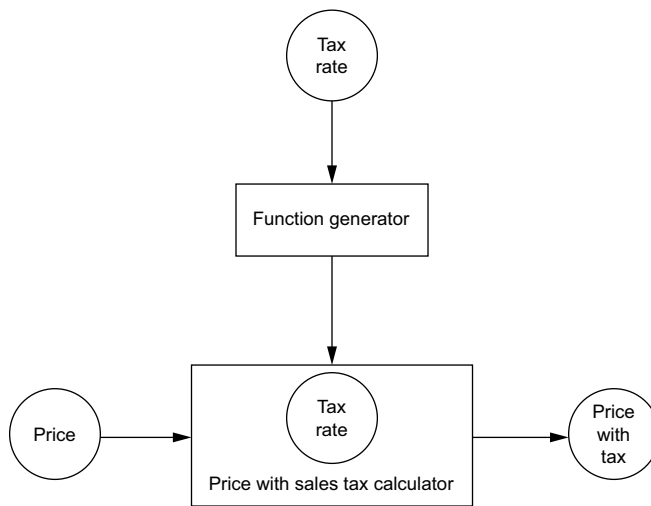 Tax
rate
Function generator
Price
Tax
rate
Price with sales tax calculator
Price
with
tax